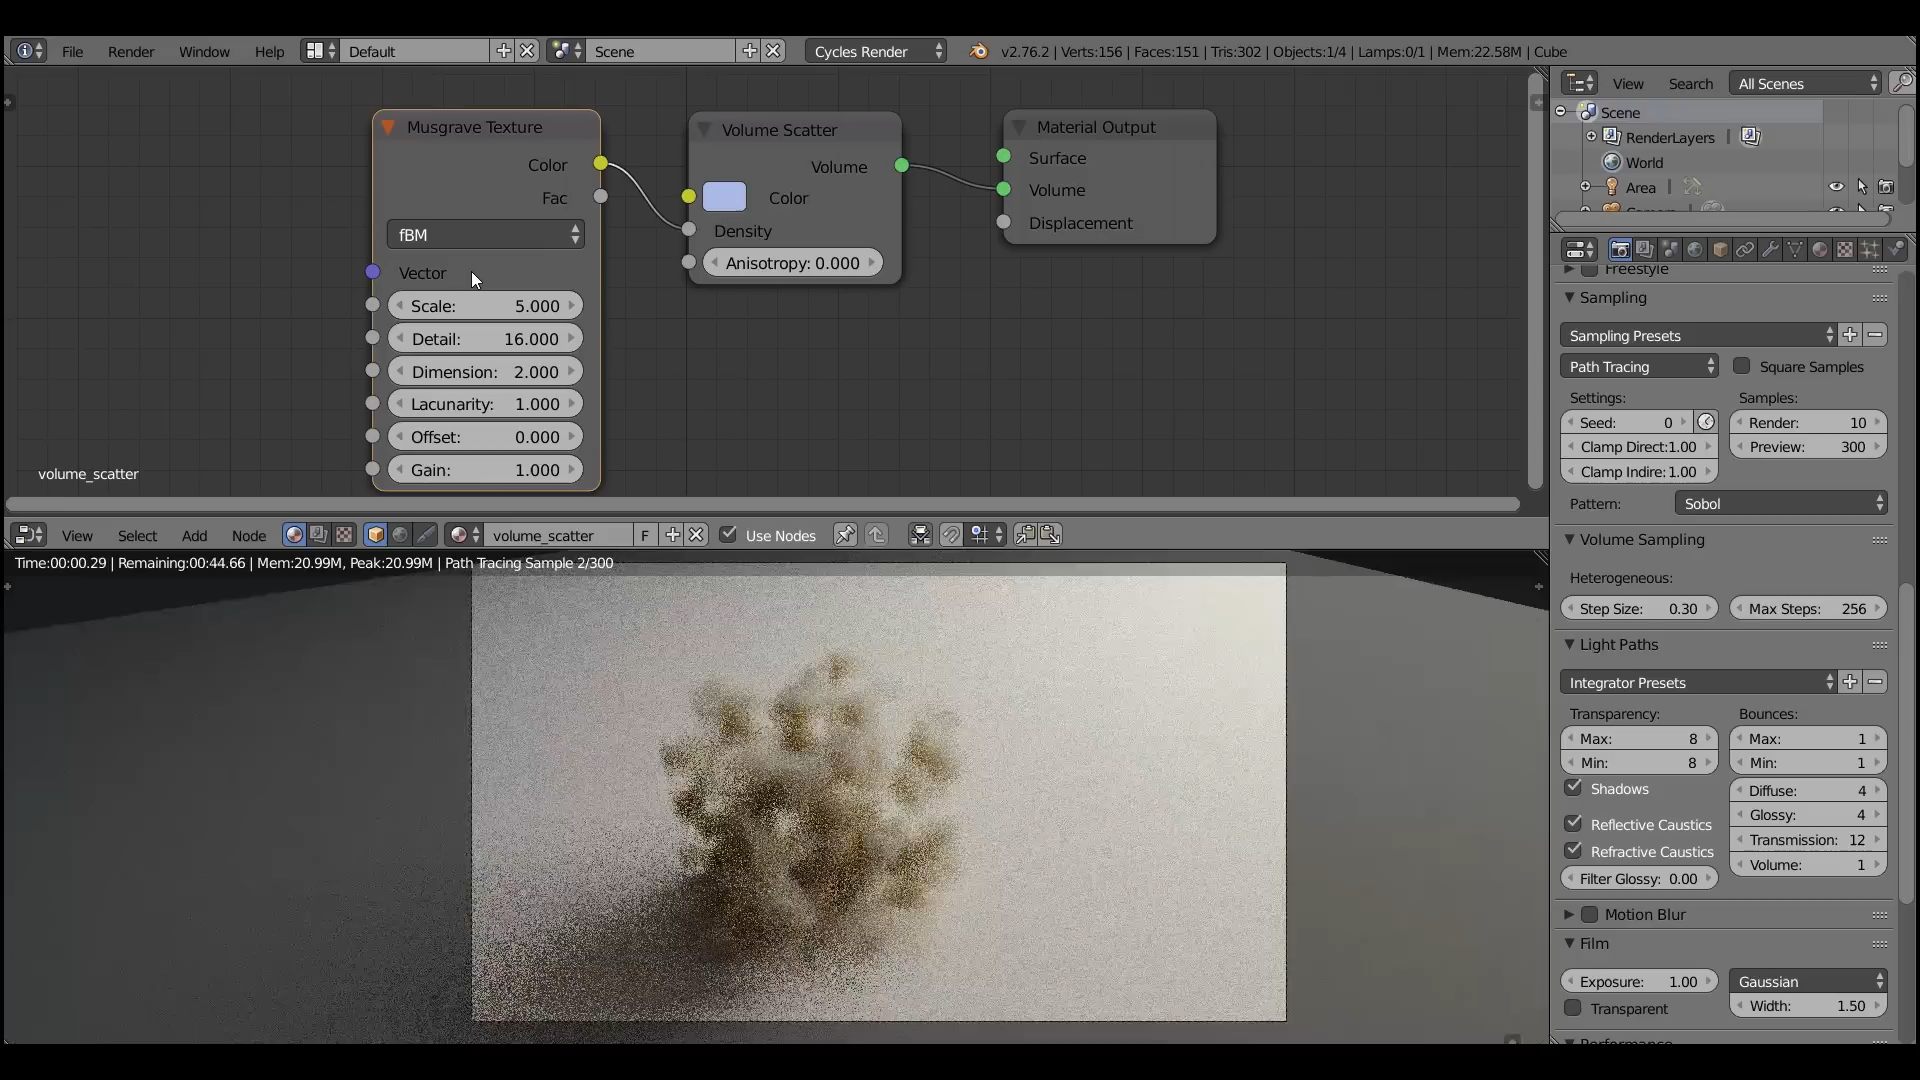 File Render Window Help Default Scene Cycles Render v2.76.2 | Verts:156 | Faces:151 | Tris:302 | Objects:1/4 | Lamps:0/1 | Mem:22.58M | Cube
Musgrave Texture
Color
Fac
fBM
Vector
Scale: 5.000
Detail: 16.000
Dimension: 2.000
Lacunarity: 1.000
Offset: 0.000
Gain: 1.000
Volume Scatter
Volume
Color
Density
Anisotropy: 0.000
Material Output
Surface
Volume
Displacement
volume_scatter
View Select Add Node volume_scatter F Use Nodes
Time:00:00.29 | Remaining:00:44.66 | Mem:20.99M, Peak:20.99M | Path Tracing Sample 2/300
View Search All Scenes
Scene
RenderLayers
World
Area
Freestyle
Sampling
Sampling Presets
Path Tracing Square Samples
Settings: Samples:
Seed: 0 Render: 10
Clamp Direct:1.00 Preview: 300
Clamp Indire:1.00
Pattern: Sobol
Volume Sampling
Heterogeneous:
Step Size: 0.30 Max Steps: 256
Light Paths
Integrator Presets
Transparency: Bounces:
Max: 8 Max: 1
Min: 8 Min: 1
Shadows Diffuse: 4
Reflective Caustics Glossy: 4
Refractive Caustics Transmission: 12
Filter Glossy: 0.00 Volume: 1
Motion Blur
Film
Exposure: 1.00 Gaussian
Transparent Width: 1.50